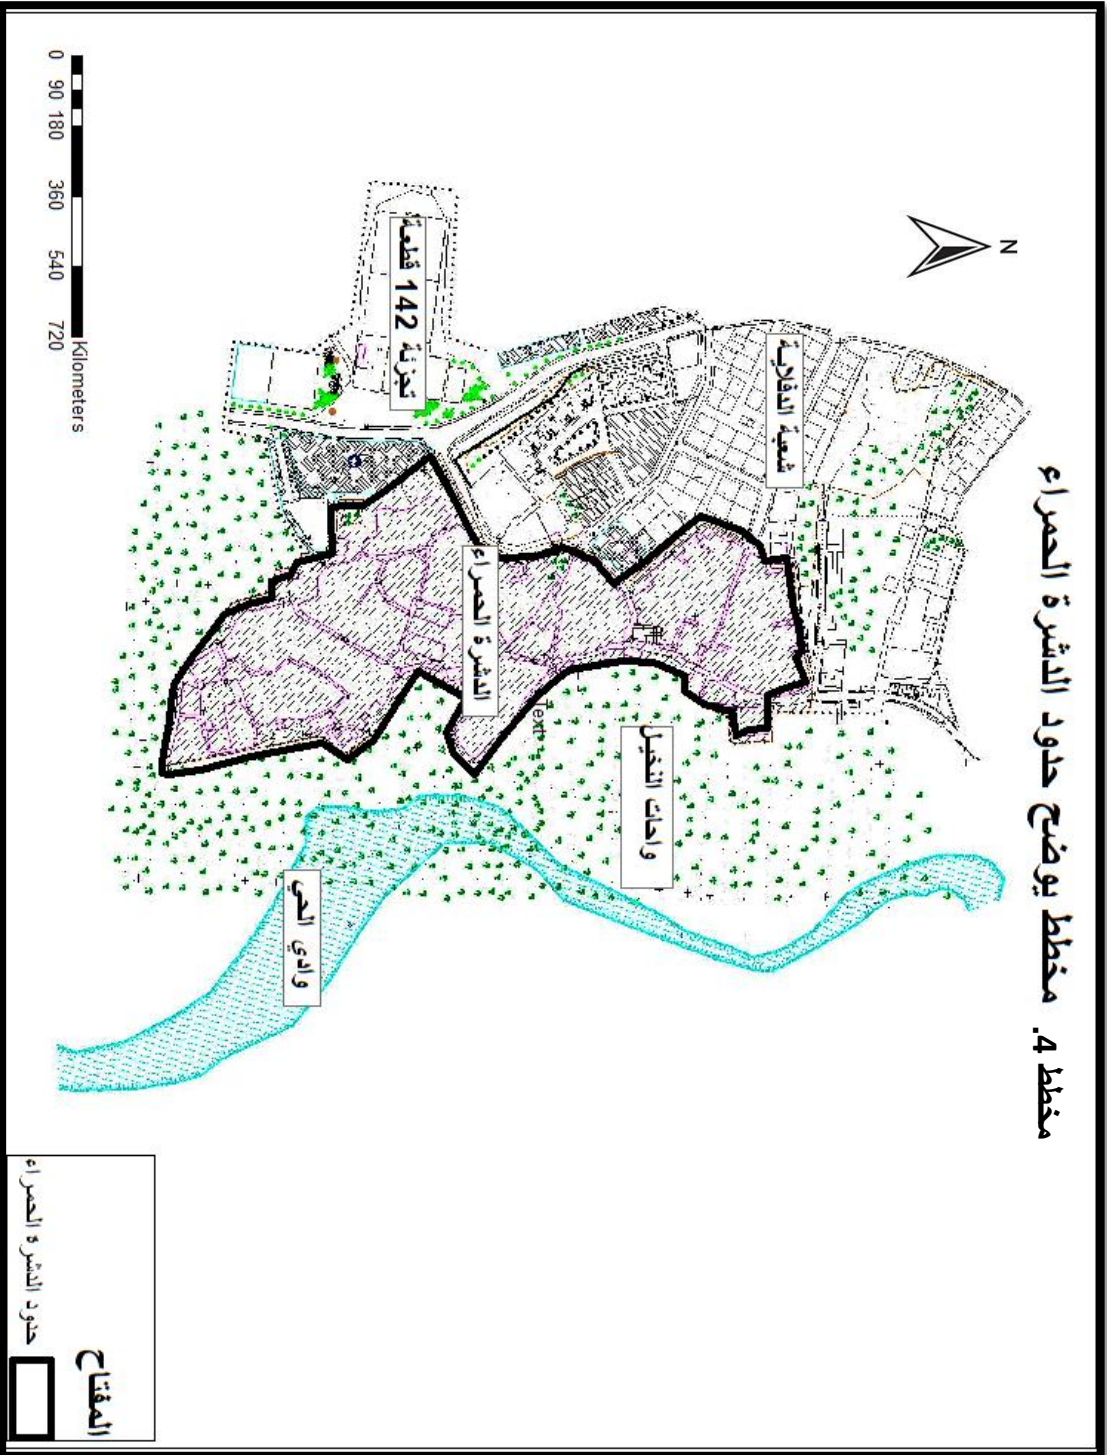 مخطط 4. مخطط يوضح حدود الدشرة الحمراء
N
شعبة الدفلاية
واحات النخيل
Text
الدشرة الحمراء
تجزئة 142 قطعة
وادي الحي
0 90 180 360 540 720
Kilometers
المفتاح
حدود الدشرة الحمراء